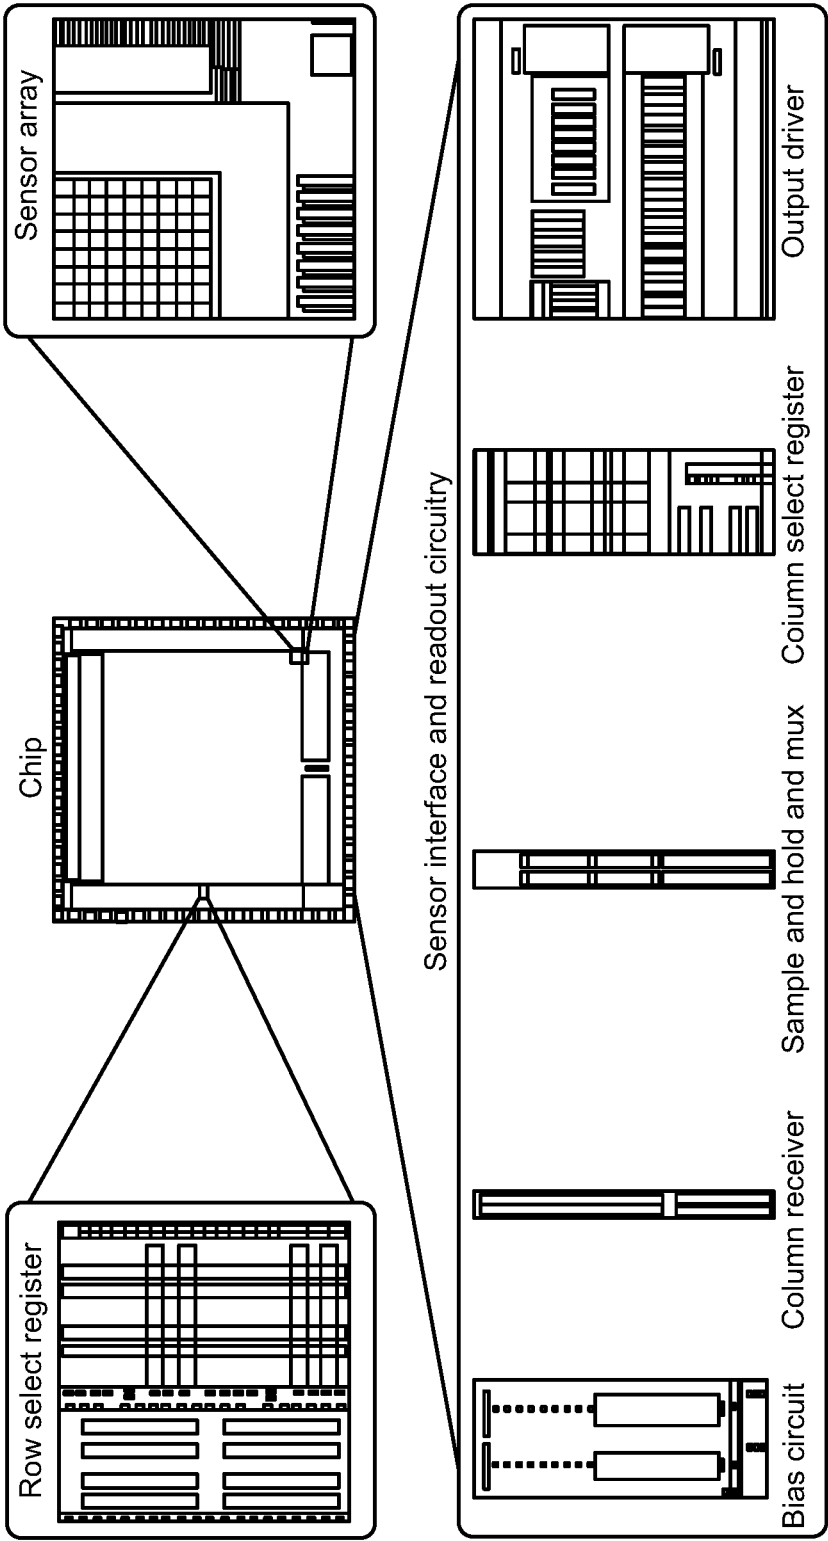 Row select register
Chip
Sensor array
Sensor interface and readout circuitry
Bias circuit
Column receiver
Sample and hold and mux
Coiumn select register
Output driver